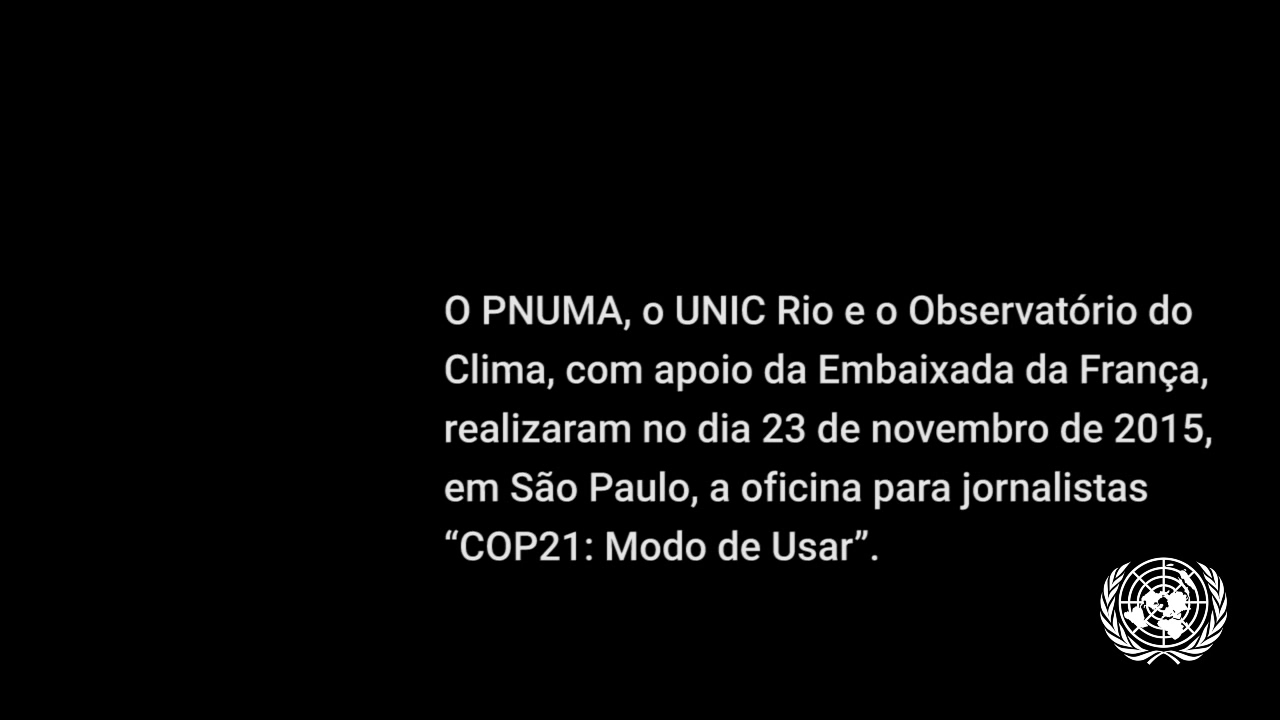 O PNUMA, o UNIC Rio e o Observatório do
Clima, com apoio da Embaixada da França,
realizaram no dia 23 de novembro de 2015,
em São Paulo, a oficina para jornalistas
“COP21: Modo de Usar”.